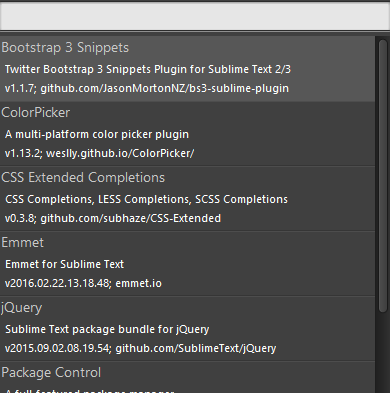 Bootstrap 3 Snippets
Twitter Bootstrap 3 Snippets Plugin for Sublime Text 2/3
v1.1.7; github.com/JasonMortonNZ/bs3-sublime-plugin
ColorPicker
A multi-platform color picker plugin
v1.13.2; weslly.github.io/ColorPicker/
CSS Extended Completions
CSS Completions, LESS Completions, SCSS Completions
v0.3.8; github.com/subhaze/CSS-Extended
Emmet
Emmet for Sublime Text
v2016.02.22.13.18.48; emmet.io
jQuery
Sublime Text package bundle for jQuery
v2015.09.02.08.19.54; github.com/SublimeText/jQuery
Package Control
A full-featured package manager